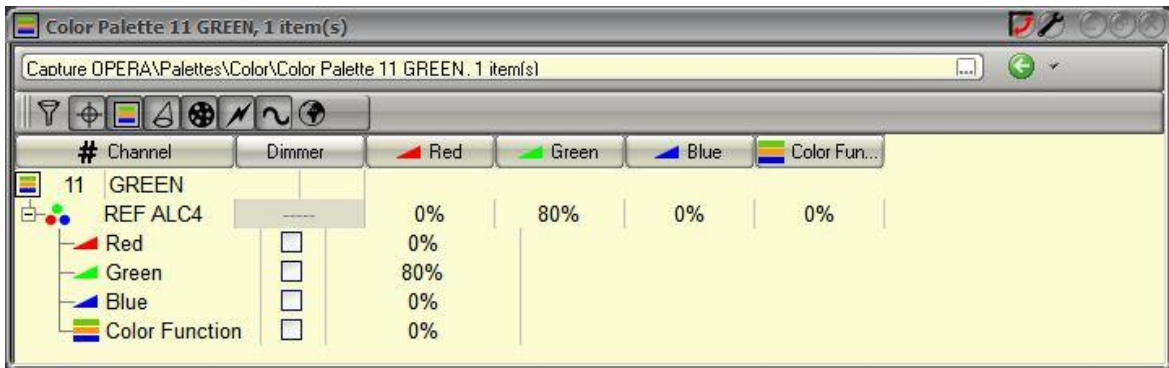 Color Palette 11 GREEN, 1 item(s)
Capture OPERA\Palettes\Color\Color Palette 11 GREEN. 1 item(s) ...
# Channel Dimmer Red Green Blue Color Fun...
11 GREEN
REF ALC4 ----- 0% 80% 0% 0%
Red 0%
Green 80%
Blue 0%
Color Function 0%